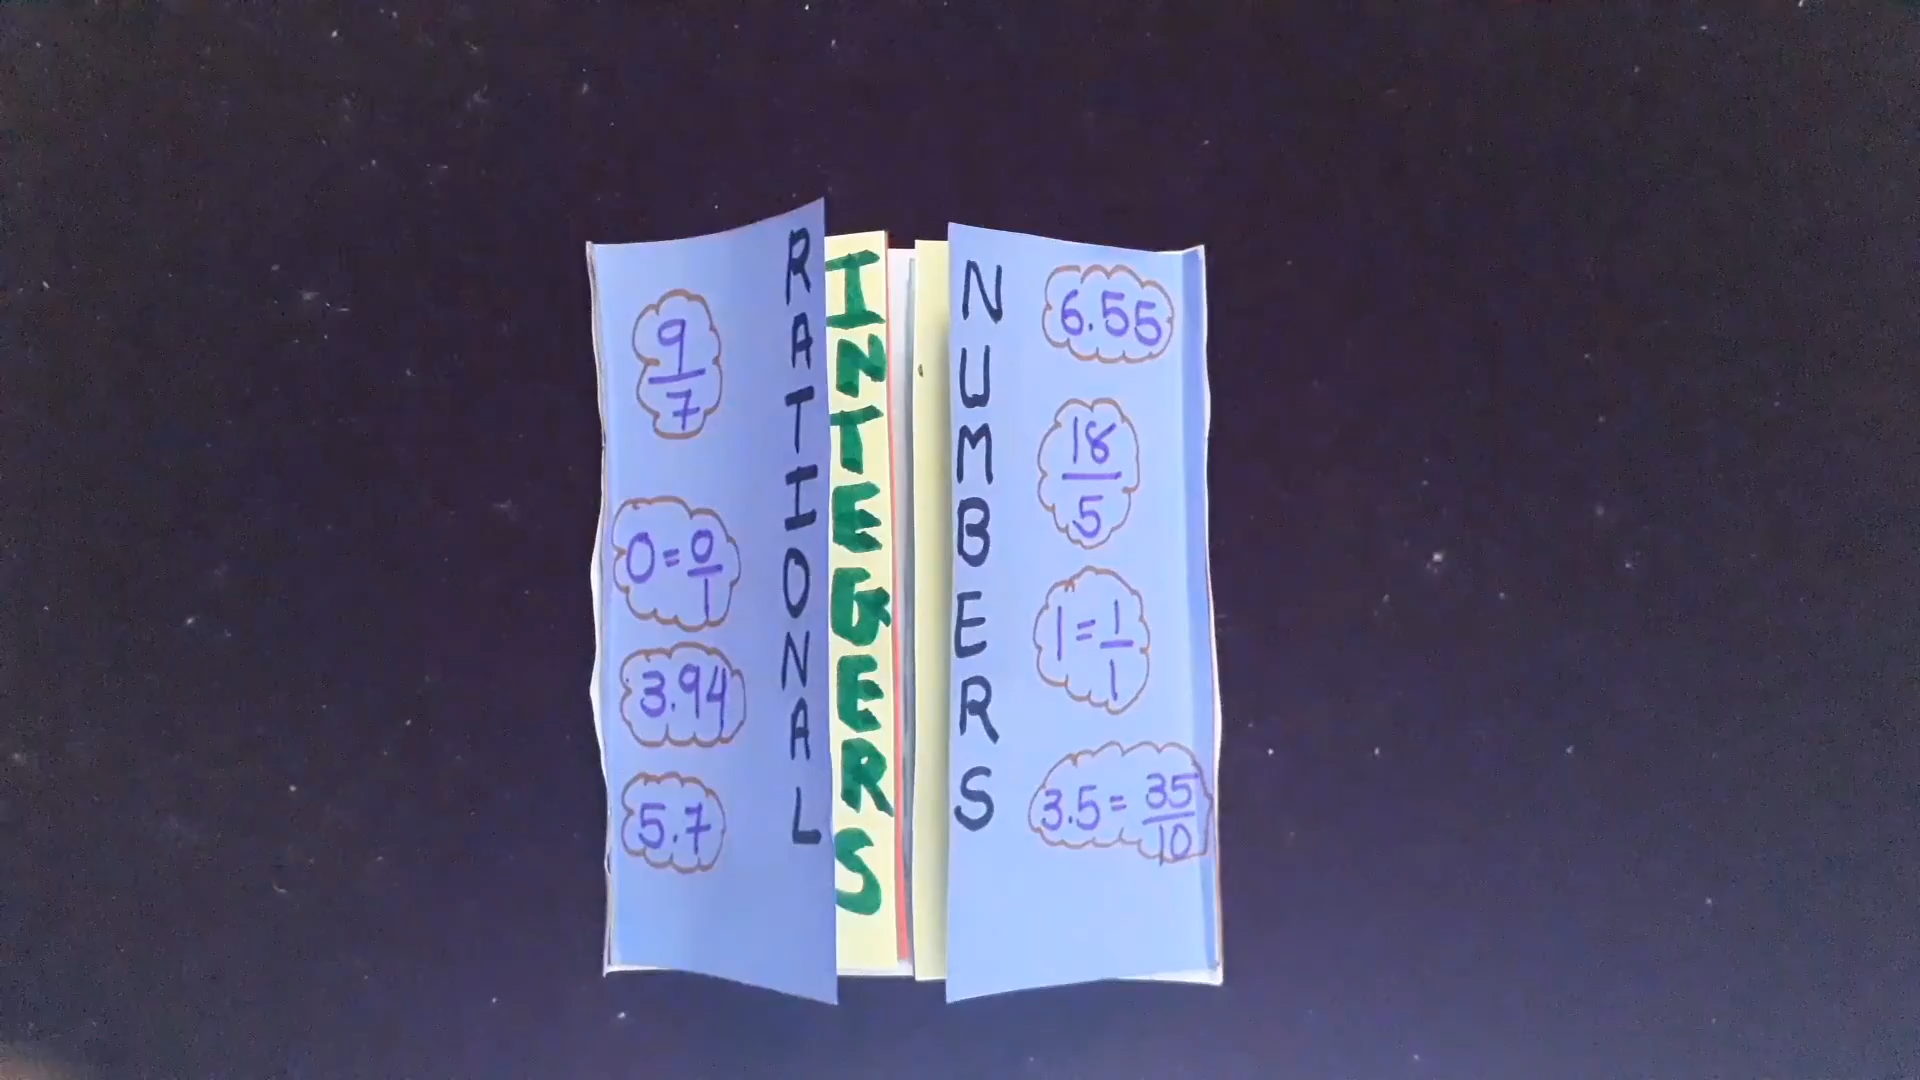 RATIONAL
INTEGERS
NUMBERS
9/7
0=0/1
3.94
5.7
6.55
18/5
1=1/1
3.5=35/10